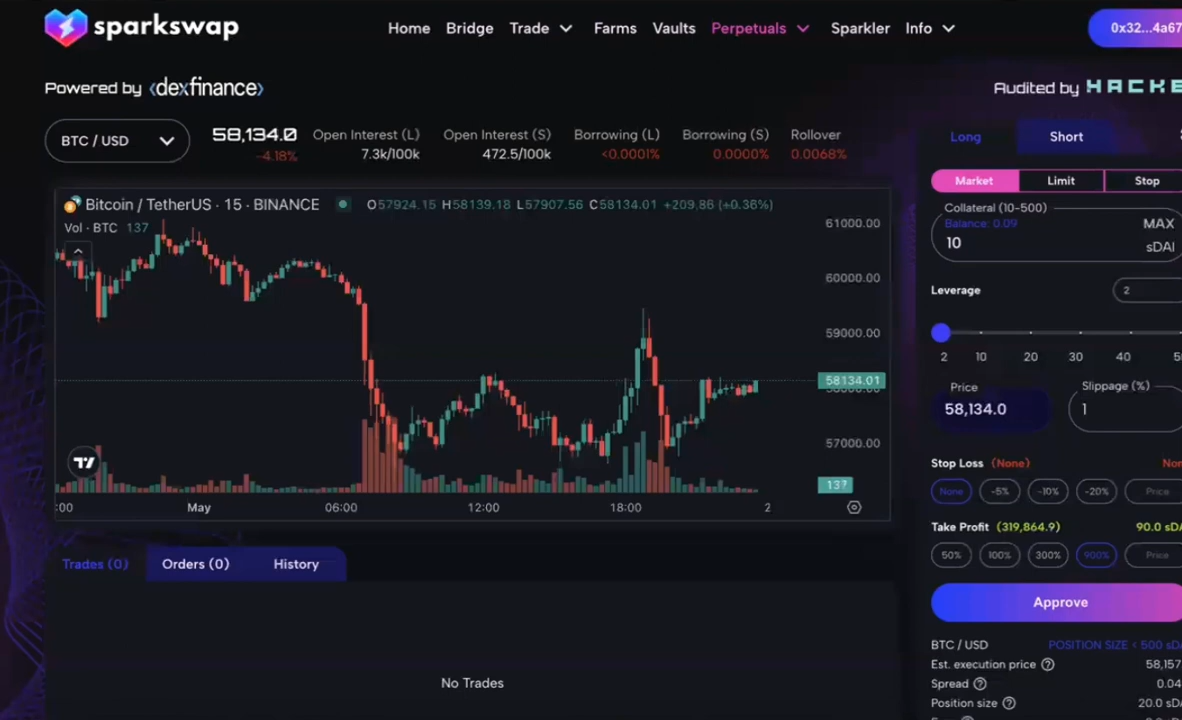 sparkswap
Home Bridge Trade Farms Vaults Perpetuals Sparkler Info
0x32...4a67
Powered by ‹dexfinance›
Audited by HACKE
BTC / USD
58,134.0
-4.18%
Open Interest (L)
7.3k/100k
Open Interest (S)
472.5/100k
Borrowing (L)
<0.0001%
Borrowing (S)
0.0000%
Rollover
0.0068%
Bitcoin / TetherUS · 15 · BINANCE O57924.15 H58139.18 L57907.56 C58134.01 +209.86 (+0.36%)
Vol · BTC 137
61000.00
60000.00
59000.00
58134.01
58000.00
57000.00
137
:00 May 06:00 12:00 18:00 2
Trades (0) Orders (0) History
No Trades
Long Short
Market Limit Stop
Collateral (10-500)
Balance: 0.09
MAX
10
sDAI
Leverage
2
2 10 20 30 40
Price
58,134.0
Slippage (%)
1
Stop Loss (None)
None -5% -10% -20% Price
Take Profit (319,864.9) 90.0
50% 100% 300% 900% Price
Approve
BTC / USD POSITION SIZE < 500
Est. execution price 58,157
Spread 0.04
Position size 20.0